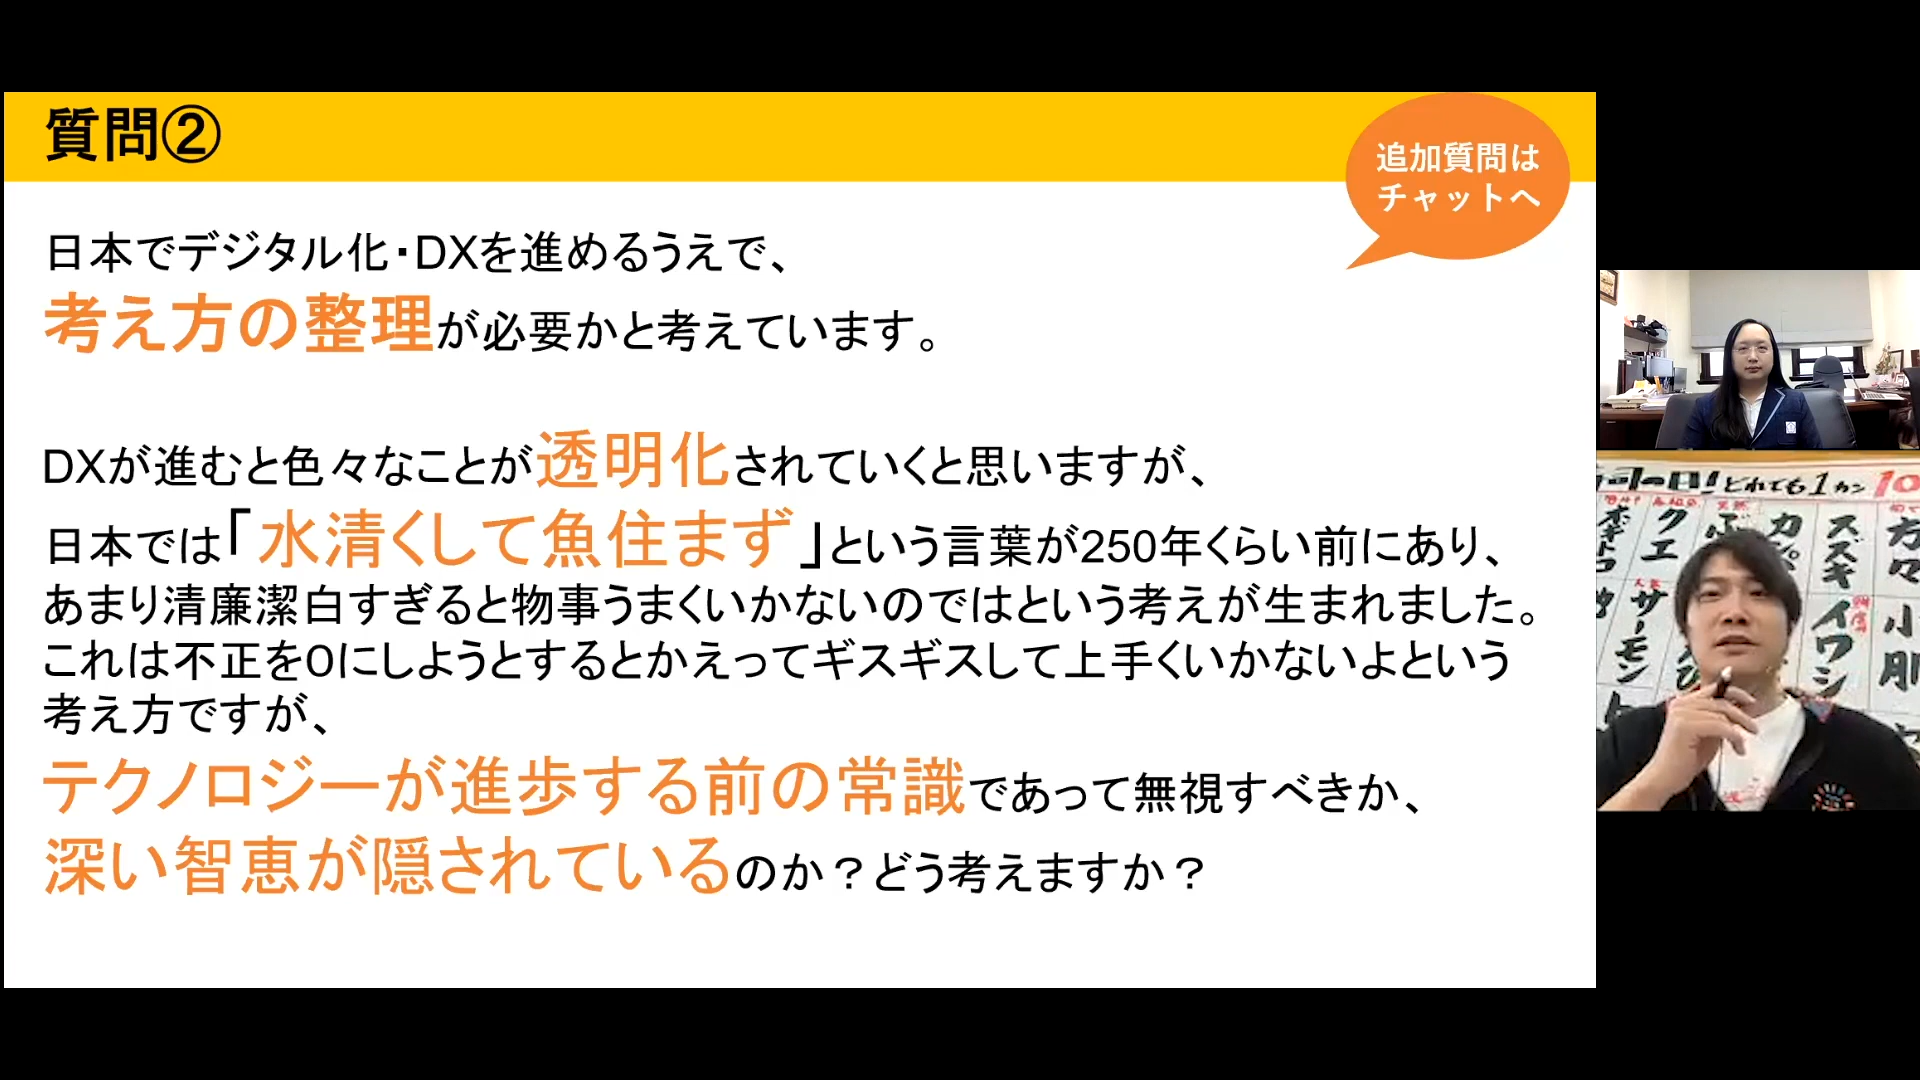 質問②
追加質問は
チャットへ
日本でデジタル化・DXを進めるうえで、
考え方の整理が必要かと考えています。
DXが進むと色々なことが透明化されていくと思いますが、
日本では「水清くして魚住まず」という言葉が250年くらい前にあり、
あまり清廉潔白すぎると物事うまくいかないのではという考えが生まれました。
これは不正を0にしようとするとかえってギスギスして上手くいかないよという
考え方ですが、
テクノロジーが進歩する前の常識であって無視すべきか、
深い智恵が隠されているのか？どう考えますか？
どれでも1カン10
クエ
スズキ
サーモン
イワシ